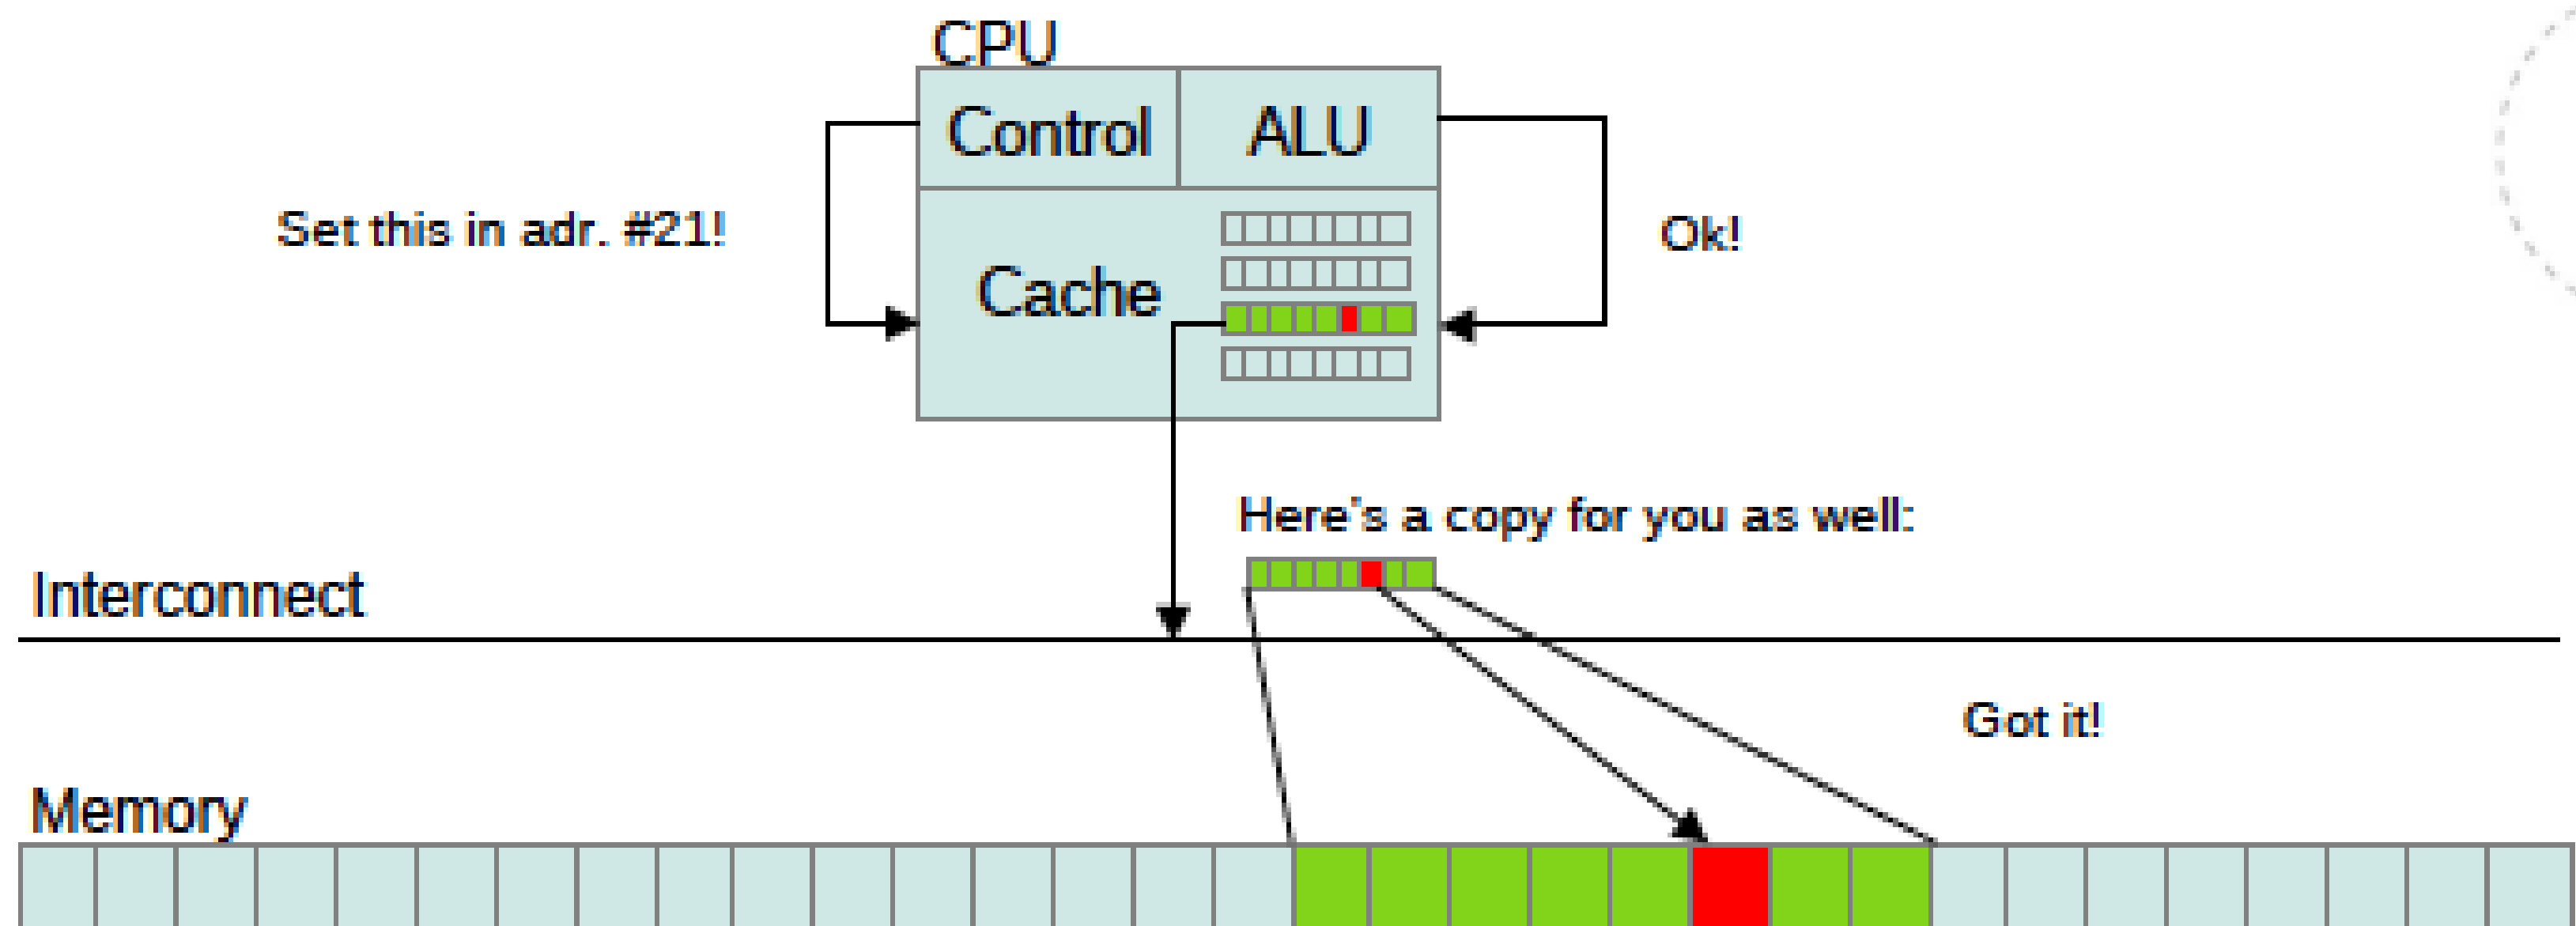 CPU
Control
ALU
Set this in adr. #21!
Ok!
Cache
Here's a copy for you as well:
Interconnect
Got it!
Memory